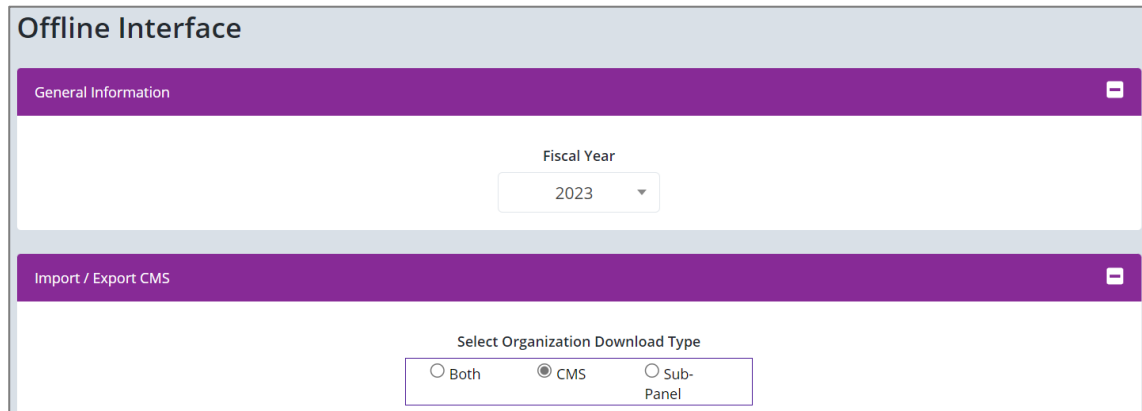 Offline Interface
General Information
Fiscal Year
2023
Import / Export CMS
Select Organization Download Type
Both CMS Sub-
Panel